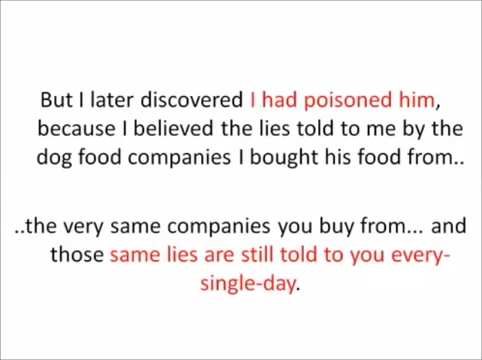 But I later discovered I had poisoned him,
because I believed the lies told to me by the
dog food companies I bought his food from..
..the very same companies you buy from... and
those same lies are still told to you every-
single-day.